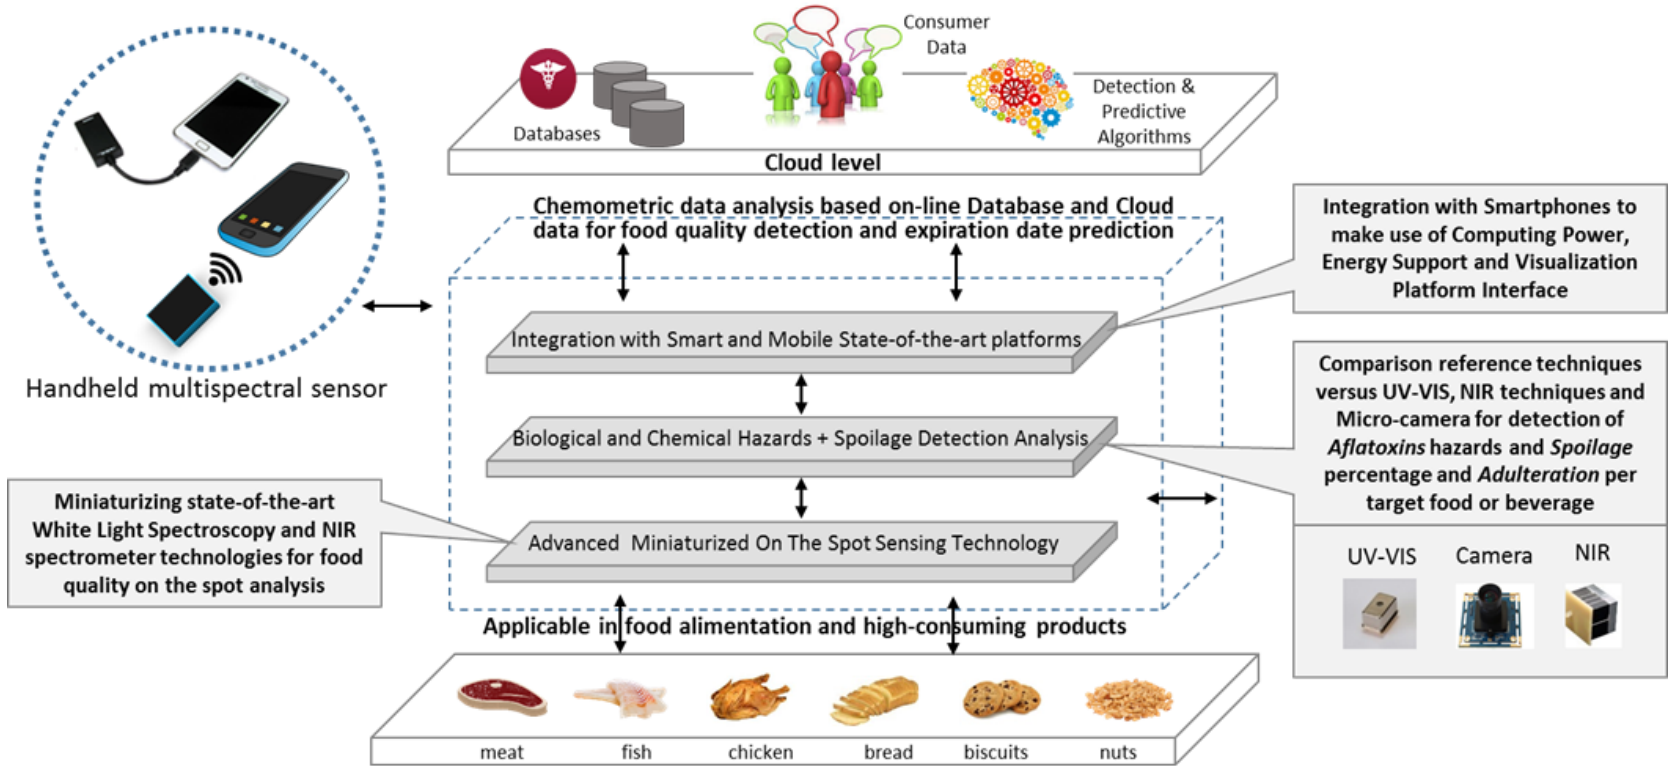 Consumer
Data
Databases
Detection &
Predictive
Algorithms
Cloud level
Handheld multispectral sensor
Chemometric data analysis based on-line Database and Cloud
data for food quality detection and expiration date prediction
Integration with Smartphones to
make use of Computing Power,
Energy Support and Visualization
Platform Interface
Integration with Smart and Mobile State-of-the-art platforms
Comparison reference techniques
versus UV-VIS, NIR techniques and
Micro-camera for detection of
Aflatoxins hazards and Spoilage
percentage and Adulteration per
target food or beverage
Biological and Chemical Hazards + Spoilage Detection Analysis
Miniaturizing state-of-the-art
White Light Spectroscopy and NIR
spectrometer technologies for food
quality on the spot analysis
Advanced Miniaturized On The Spot Sensing Technology
UV-VIS
Camera
NIR
Applicable in food alimentation and high-consuming products
meat
fish
chicken
bread
biscuits
nuts